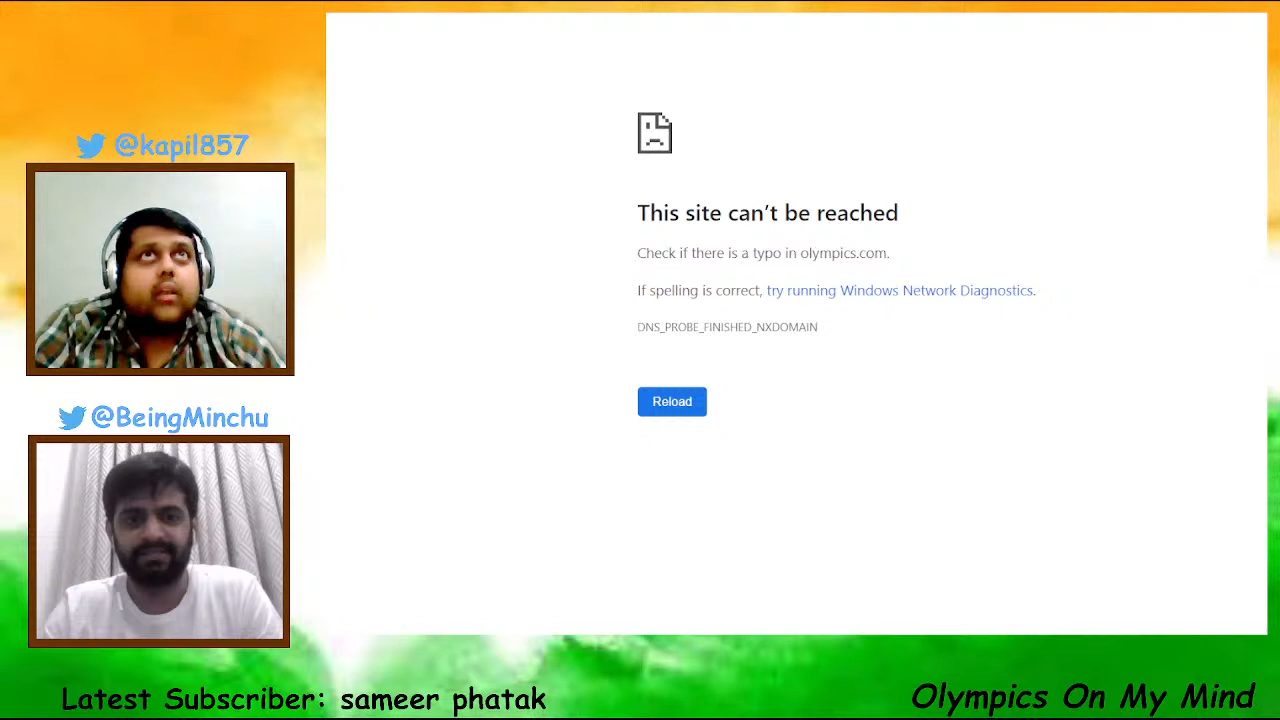 @kapil857
@BeingMinchu
This site can’t be reached
Check if there is a typo in olympics.com.
If spelling is correct, try running Windows Network Diagnostics.
DNS_PROBE_FINISHED_NXDOMAIN
Reload
Latest Subscriber: sameer phatak
Olympics On My Mind